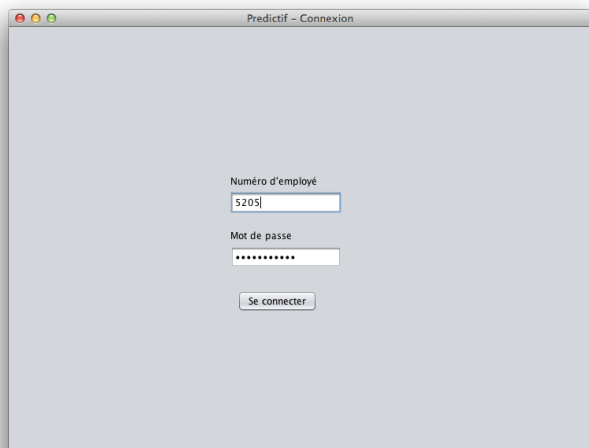 Predictif – Connexion
Numéro d'employé
5205
Mot de passe
•••••••••••
Se connecter